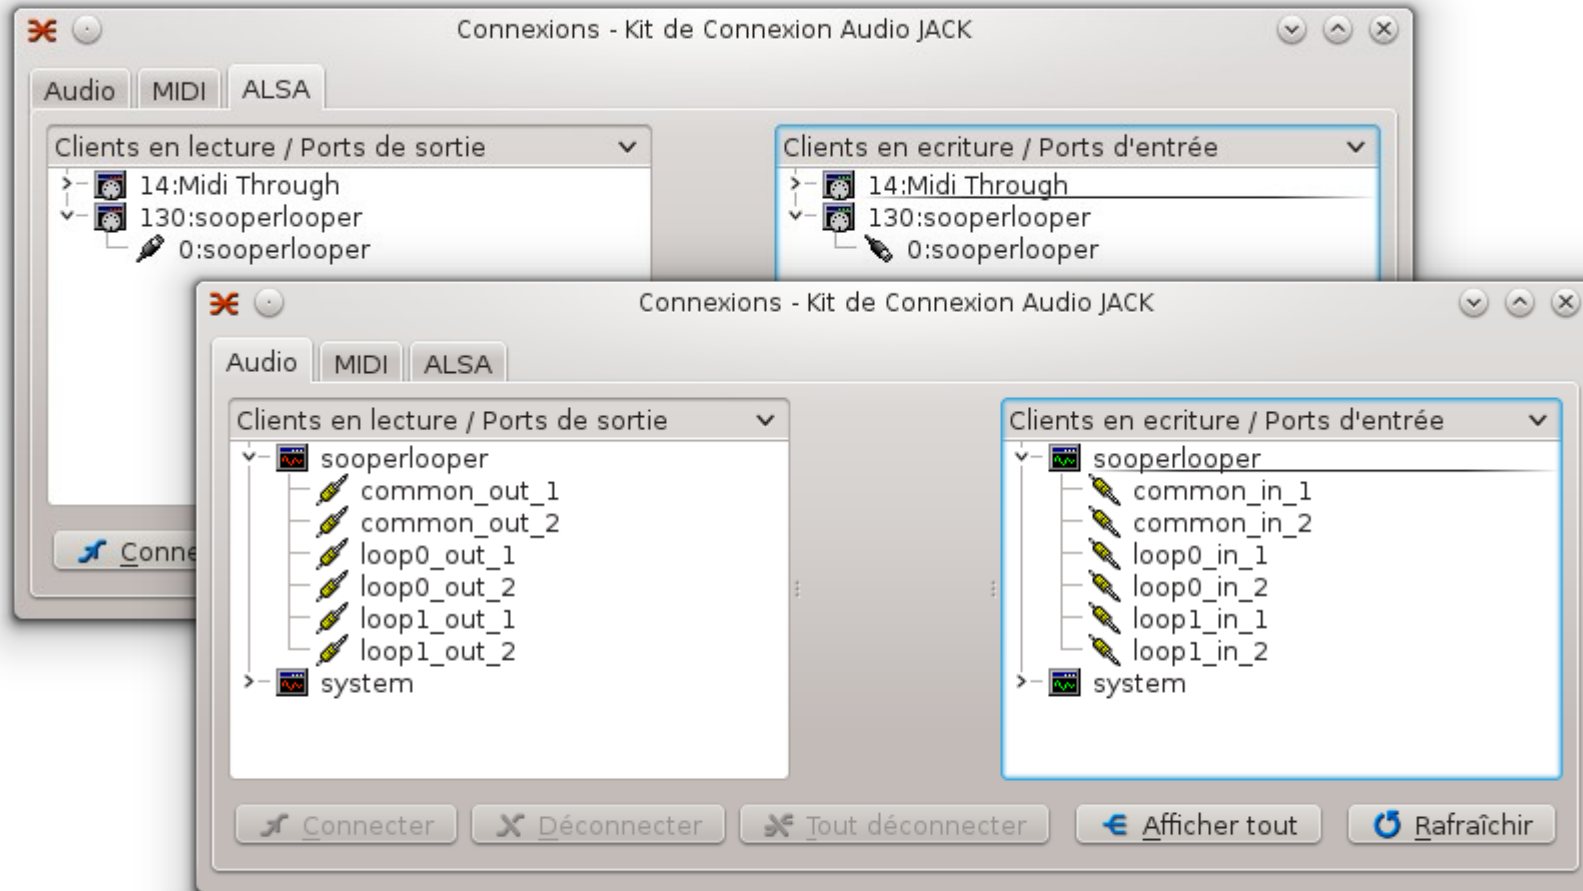 Connexions - Kit de Connexion Audio JACK
Audio MIDI ALSA
Clients en lecture / Ports de sortie
14:Midi Through
130:sooperlooper
0:sooperlooper
Clients en ecriture / Ports d'entrée
14:Midi Through
130:sooperlooper
0:sooperlooper
Connexions - Kit de Connexion Audio JACK
Audio MIDI ALSA
Clients en lecture / Ports de sortie
sooperlooper
common_out_1
common_out_2
loop0_out_1
loop0_out_2
loop1_out_1
loop1_out_2
system
Clients en ecriture / Ports d'entrée
sooperlooper
common_in_1
common_in_2
loop0_in_1
loop0_in_2
loop1_in_1
loop1_in_2
system
Connecter Déconnecter Tout déconnecter Afficher tout Rafraîchir